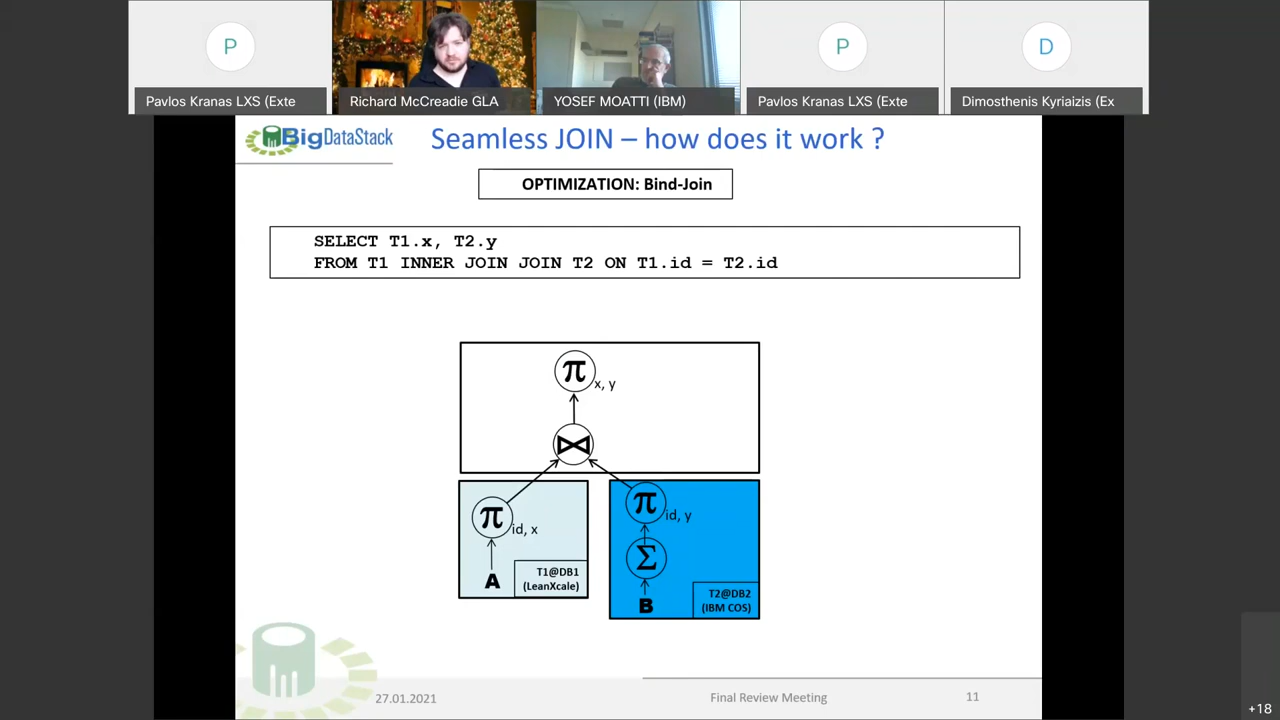 P
P
D
Pavlos Kranas LXS (Exte
Richard McCreadie GLA
YOSEF MOATTI (IBM)
Pavlos Kranas LXS (Exte
Dimosthenis Kyriaizis (Ex
BigDataStack
Seamless JOIN – how does it work ?
OPTIMIZATION: Bind-Join
SELECT T1.x, T2.y
FROM T1 INNER JOIN JOIN T2 ON T1.id = T2.id
π x, y
⋈
π id, x
π id, y
Σ
A
T1@DB1
(LeanXcale)
B
T2@DB2
(IBM COS)
27.01.2021
Final Review Meeting
11
+18